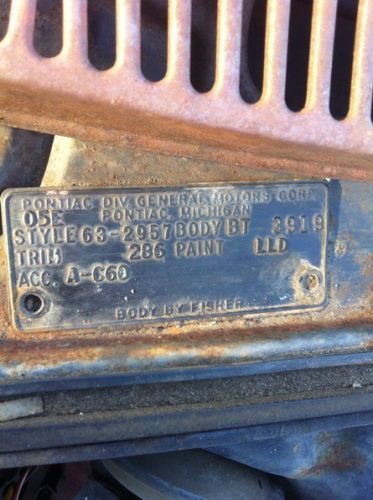 PONTIAC DIV. GENERAL MOTORS CORP.
05E PONTIAC, MICHIGAN
STYLE 63-2957 BODY BT 3919
TRIM 286 PAINT LLD
ACC. A-C60
BODY BY FISHER